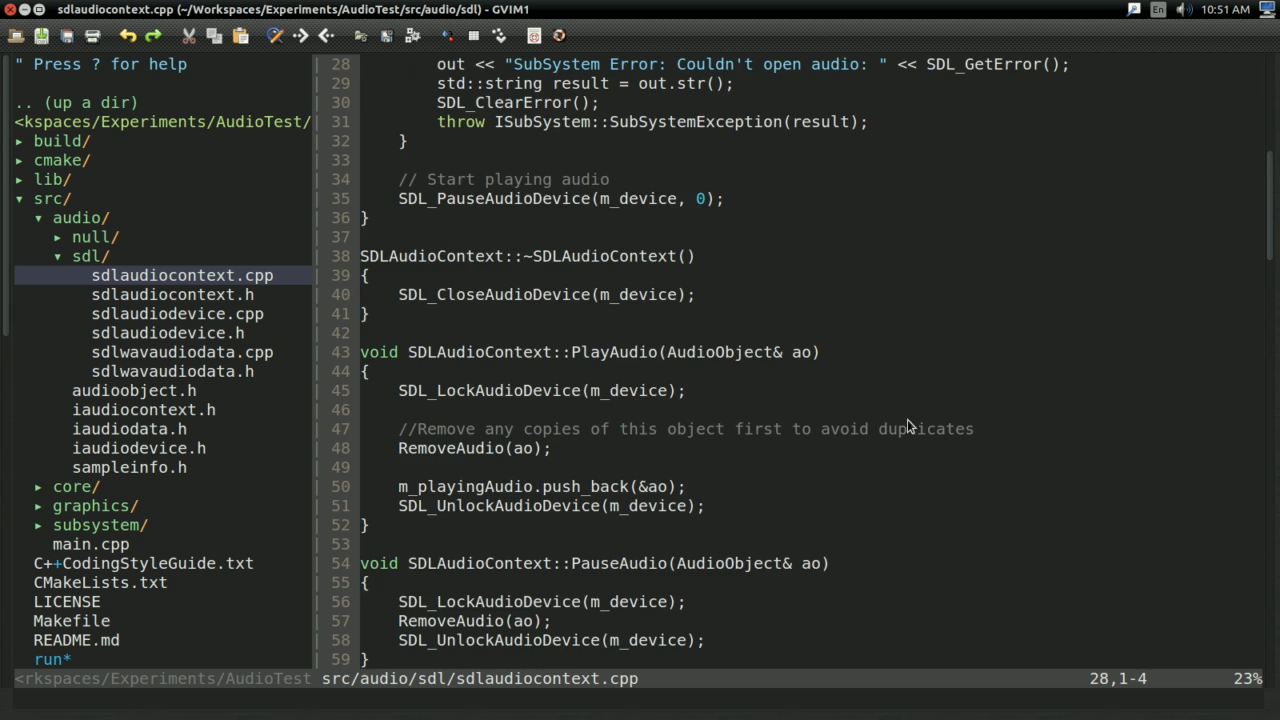 sdlaudiocontext.cpp (~/Workspaces/Experiments/AudioTest/src/audio/sdl) - GVIM1
En
10:51 AM
" Press ? for help
.. (up a dir)
<kspaces/Experiments/AudioTest/
▸ build/
▸ cmake/
▸ lib/
▾ src/
▾ audio/
▸ null/
▾ sdl/
sdlaudiocontext.cpp
sdlaudiocontext.h
sdlaudiodevice.cpp
sdlaudiodevice.h
sdlwavaudiodata.cpp
sdlwavaudiodata.h
audioobject.h
iaudiocontext.h
iaudiodata.h
iaudiodevice.h
sampleinfo.h
▸ core/
▸ graphics/
▸ subsystem/
main.cpp
C++CodingStyleGuide.txt
CMakeLists.txt
LICENSE
Makefile
README.md
run*
28 out << "SubSystem Error: Couldn't open audio: " << SDL_GetError();
29 std::string result = out.str();
30 SDL_ClearError();
31 throw ISubSystem::SubSystemException(result);
32 }
33
34 // Start playing audio
35 SDL_PauseAudioDevice(m_device, 0);
36 }
37
38 SDLAudioContext::~SDLAudioContext()
39 {
40 SDL_CloseAudioDevice(m_device);
41 }
42
43 void SDLAudioContext::PlayAudio(AudioObject& ao)
44 {
45 SDL_LockAudioDevice(m_device);
46
47 //Remove any copies of this object first to avoid duplicates
48 RemoveAudio(ao);
49
50 m_playingAudio.push_back(&ao);
51 SDL_UnlockAudioDevice(m_device);
52 }
53
54 void SDLAudioContext::PauseAudio(AudioObject& ao)
55 {
56 SDL_LockAudioDevice(m_device);
57 RemoveAudio(ao);
58 SDL_UnlockAudioDevice(m_device);
59 }
<rkspaces/Experiments/AudioTest src/audio/sdl/sdlaudiocontext.cpp 28,1-4 23%